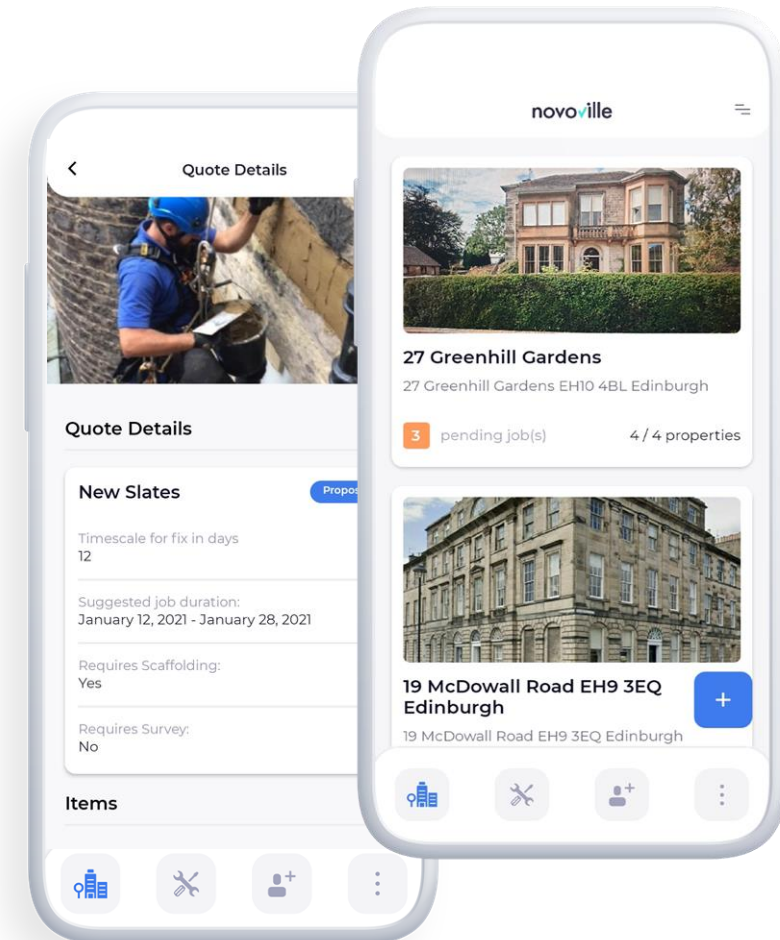 Quote Details
Quote Details
New Slates
Timescale for fix in days
12
Suggested job duration:
January 12, 2021 - January 28, 2021
Requires Scaffolding:
Yes
Requires Survey:
No
Items
novoville
27 Greenhill Gardens
27 Greenhill Gardens EH10 4BL Edinburgh
3 pending job(s) 4 / 4 properties
19 McDowall Road EH9 3EQ
Edinburgh
19 McDowall Road EH9 3EQ Edinburgh